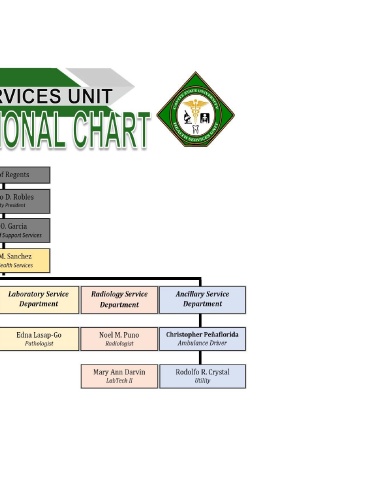 RVICES UNIT
IONAL CHART
of Regents
o D. Robles
ty President
O. Garcia
f Support Services
M. Sanchez
ealth Services
Laboratory Service
Department
Radiology Service
Department
Ancillary Service
Department
Edna Lasap-Go
Pathologist
Noel M. Puno
Radiologist
Christopher Peñaflorida
Ambulance Driver
Mary Ann Darvin
LabTech II
Rodolfo R. Crystal
Utility